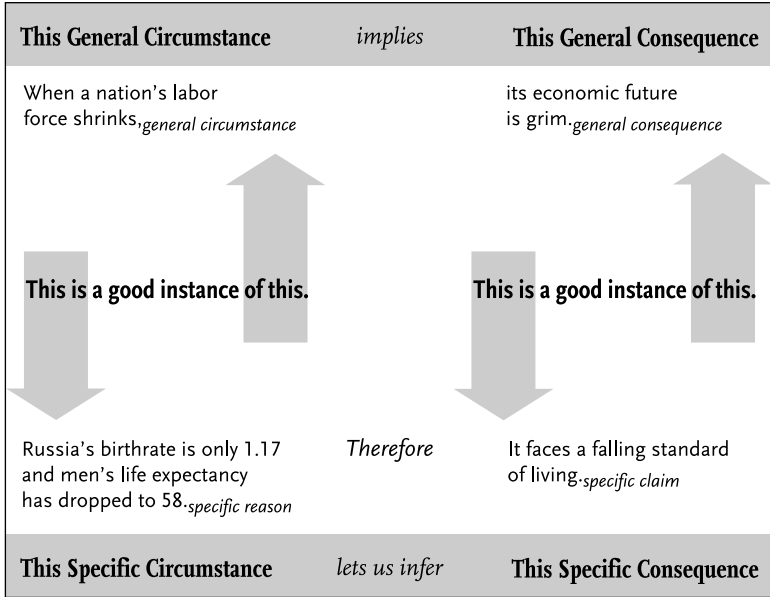 This General Circumstance implies This General Consequence
When a nation's labor
force shrinks,general circumstance
its economic future
is grim.general consequence
This is a good instance of this.
This is a good instance of this.
Russia's birthrate is only 1.17
and men's life expectancy
has dropped to 58.specific reason
Therefore
It faces a falling standard
of living.specific claim
This Specific Circumstance lets us infer This Specific Consequence